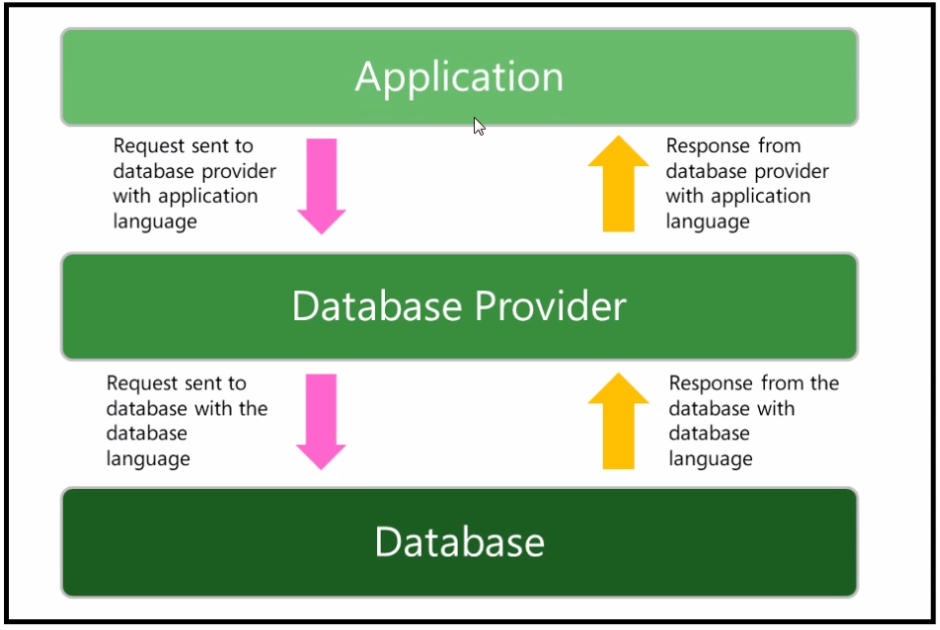 Application
Request sent to
database provider
with application
language
Response from
database provider
with application
language
Database Provider
Request sent to
database with the
database
language
Response from the
database with
database
language
Database